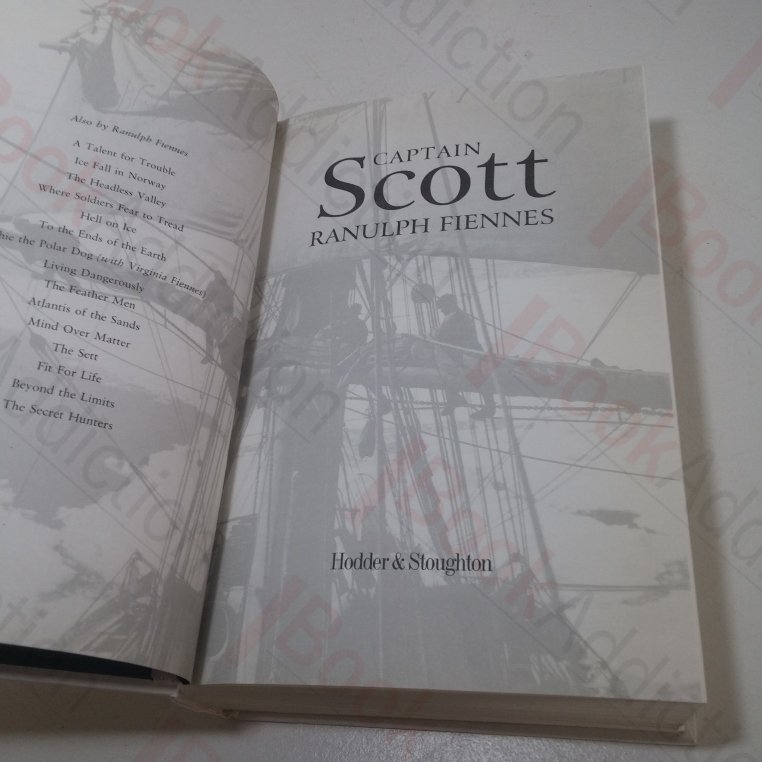 Also by Ranulph Fiennes
A Talent for Trouble
Ice Fall in Norway
The Headless Valley
Where Soldiers Fear to Tread
Hell on Ice
To the Ends of the Earth
the Polar Dog (with Virginia Fiennes)
Living Dangerously
The Feather Men
Atlantis of the Sands
Mind Over Matter
The Sett
Fit For Life
Beyond the Limits
The Secret Hunters
CAPTAIN
Scott
RANULPH FIENNES
Hodder & Stoughton
BookAddiction